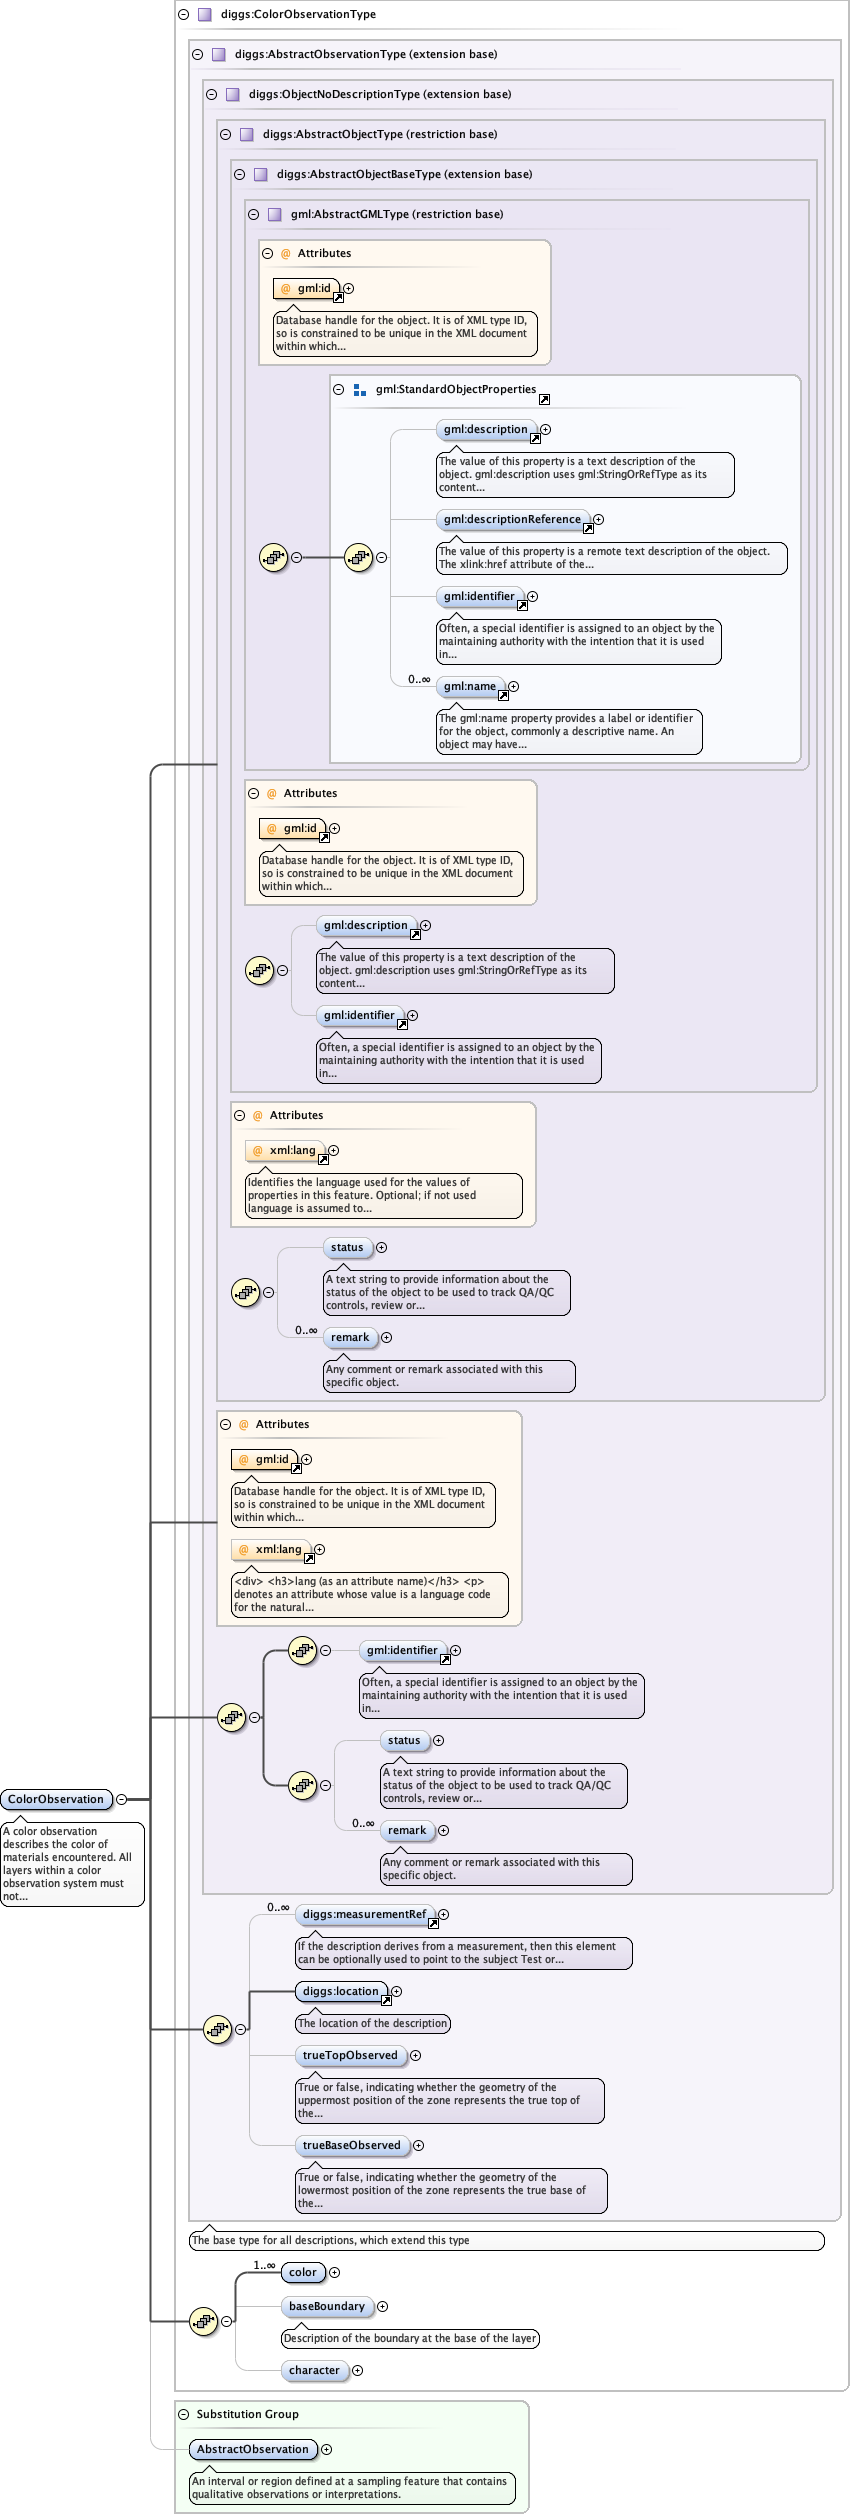 diggs:ColorObservationType
diggs:AbstractObservationType (extension base)
diggs:ObjectNoDescriptionType (extension base)
diggs:AbstractObjectType (restriction base)
diggs:AbstractObjectBaseType (extension base)
gml:AbstractGMLType (restriction base)
@ Attributes
@ gml:id
Database handle for the object. It is of XML type ID,
so is constrained to be unique in the XML document
within which...
gml:StandardObjectProperties
gml:description
The value of this property is a text description of the
object. gml:description uses gml:StringOrRefType as its
content...
gml:descriptionReference
The value of this property is a remote text description of the object.
The xlink:href attribute of the...
gml:identifier
Often, a special identifier is assigned to an object by the
maintaining authority with the intention that it is used
in...
0..∞
gml:name
The gml:name property provides a label or identifier
for the object, commonly a descriptive name. An
object may have...
@ Attributes
@ gml:id
Database handle for the object. It is of XML type ID,
so is constrained to be unique in the XML document
within which...
gml:description
The value of this property is a text description of the
object. gml:description uses gml:StringOrRefType as its
content...
gml:identifier
Often, a special identifier is assigned to an object by the
maintaining authority with the intention that it is used
in...
@ Attributes
@ xml:lang
Identifies the language used for the values of
properties in this feature. Optional; if not used
language is assumed to...
status
A text string to provide information about the
status of the object to be used to track QA/QC
controls, review or...
0..∞
remark
Any comment or remark associated with this
specific object.
@ Attributes
@ gml:id
Database handle for the object. It is of XML type ID,
so is constrained to be unique in the XML document
within which...
@ xml:lang
<div> <h3>lang (as an attribute name)</h3> <p>
denotes an attribute whose value is a language code
for the natural...
gml:identifier
Often, a special identifier is assigned to an object by the
maintaining authority with the intention that it is used
in...
status
A text string to provide information about the
status of the object to be used to track QA/QC
controls, review or...
0..∞
remark
Any comment or remark associated with this
specific object.
ColorObservation
A color observation
describes the color of
materials encountered. All
layers within a color
observation system must
not...
0..∞
diggs:measurementRef
If the description derives from a measurement, then this element
can be optionally used to point to the subject Test or...
diggs:location
The location of the description
trueTopObserved
True or false, indicating whether the geometry of the
uppermost position of the zone represents the true top of
the...
trueBaseObserved
True or false, indicating whether the geometry of the
lowermost position of the zone represents the true base of
the...
The base type for all descriptions, which extend this type
1..∞
color
baseBoundary
Description of the boundary at the base of the layer
character
Substitution Group
AbstractObservation
An interval or region defined at a sampling feature that contains
qualitative observations or interpretations.